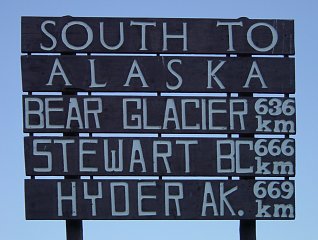 SOUTH TO
ALASKA
BEAR GLACIER 636 km
STEWART BC 666 km
HYDER AK. 669 km